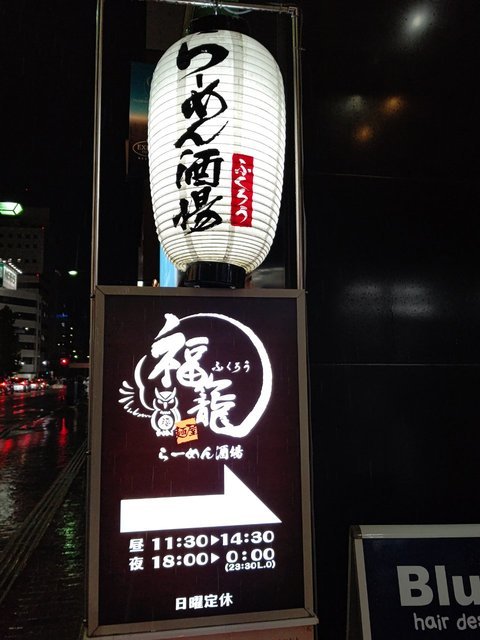 らーめん酒場
ふくろう
福龍
ふくろう
麺屋
らーめん酒場
昼 11:30▶14:30
夜 18:00▶0:00
(23:30L.O)
日曜定休
Blu
hair des